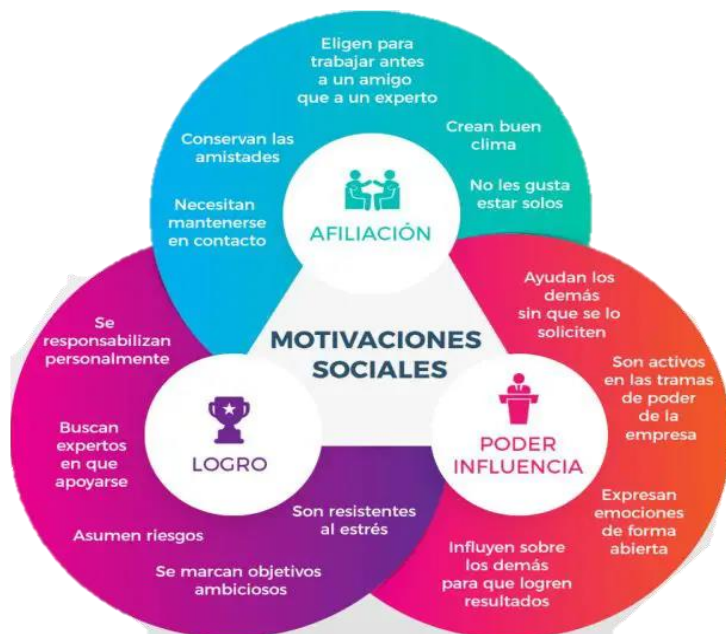 Eligen para
trabajar antes
a un amigo
que a un experto
Conservan las
amistades
Crean buen
clima
Necesitan
mantenerse
en contacto
No les gusta
estar solos
AFILIACIÓN
MOTIVACIONES
SOCIALES
Se
responsabilizan
personalmente
Buscan
expertos
en que
apoyarse
LOGRO
Asumen riesgos
Son resistentes
al estrés
Se marcan objetivos
ambiciosos
Ayudan los
demás
sin que se lo
soliciten
Son activos
en las tramas
de poder
de la
empresa
PODER
INFLUENCIA
Expresan
emociones
de forma
abierta
Influyen sobre
los demás
para que logren
resultados